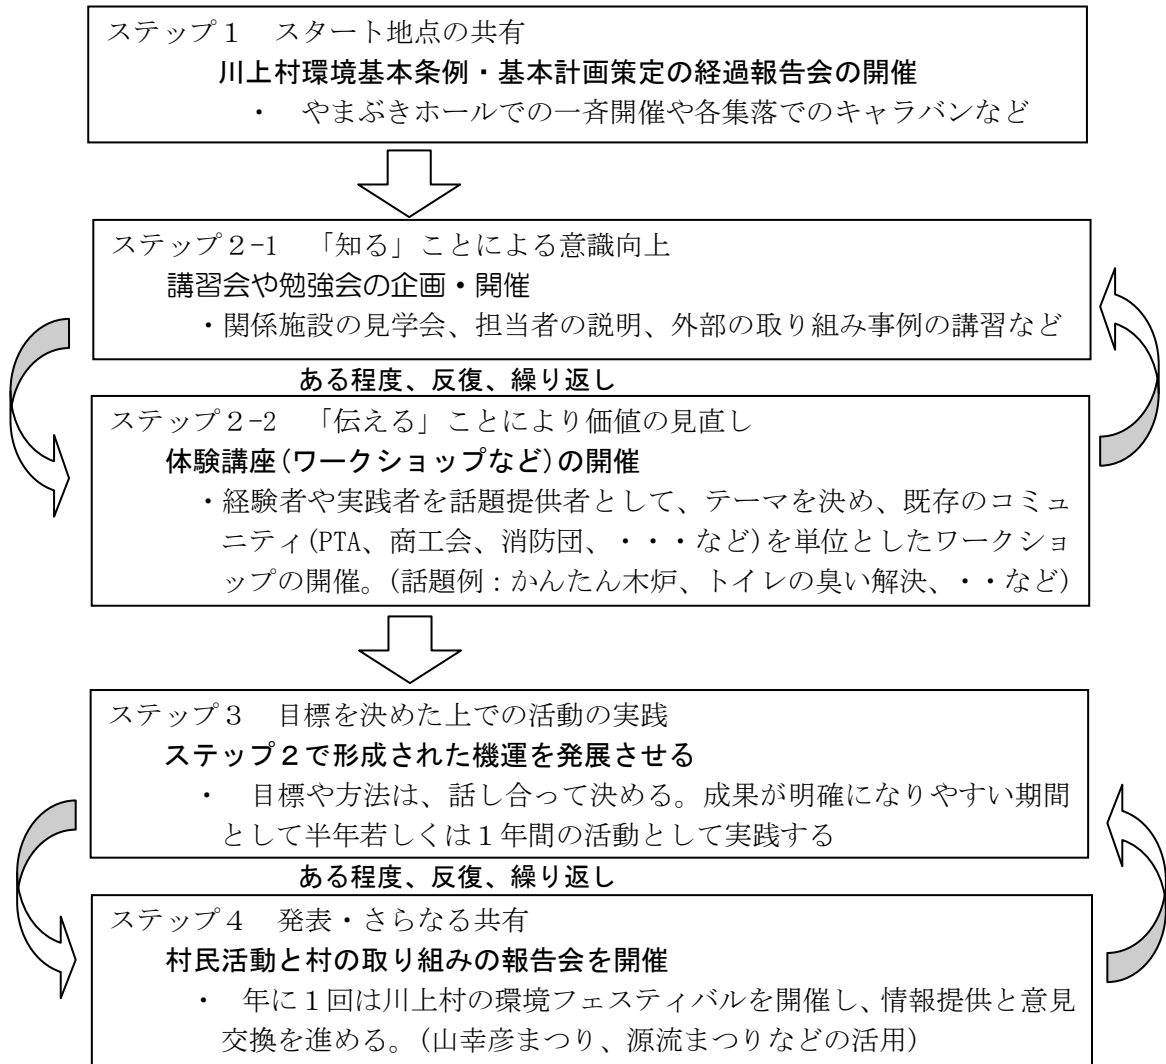 ステップ1　スタート地点の共有
川上村環境基本条例・基本計画策定の経過報告会の開催
・　やまぶきホールでの一斉開催や各集落でのキャラバンなど
ステップ2-1　「知る」ことによる意識向上
講習会や勉強会の企画・開催
・関係施設の見学会、担当者の説明、外部の取り組み事例の講習など
ある程度、反復、繰り返し
ステップ2-2　「伝える」ことにより価値の見直し
体験講座(ワークショップなど)の開催
・経験者や実践者を話題提供者として、テーマを決め、既存のコミュ
ニティ(PTA、商工会、消防団、・・・など)を単位としたワークショ
ップの開催。(話題例：かんたん木炉、トイレの臭い解決、・・など)
ステップ3　目標を決めた上での活動の実践
ステップ2で形成された機運を発展させる
・　目標や方法は、話し合って決める。成果が明確になりやすい期間
として半年若しくは1年間の活動として実践する
ある程度、反復、繰り返し
ステップ4　発表・さらなる共有
村民活動と村の取り組みの報告会を開催
・　年に1回は川上村の環境フェスティバルを開催し、情報提供と意見
交換を進める。(山幸彦まつり、源流まつりなどの活用)